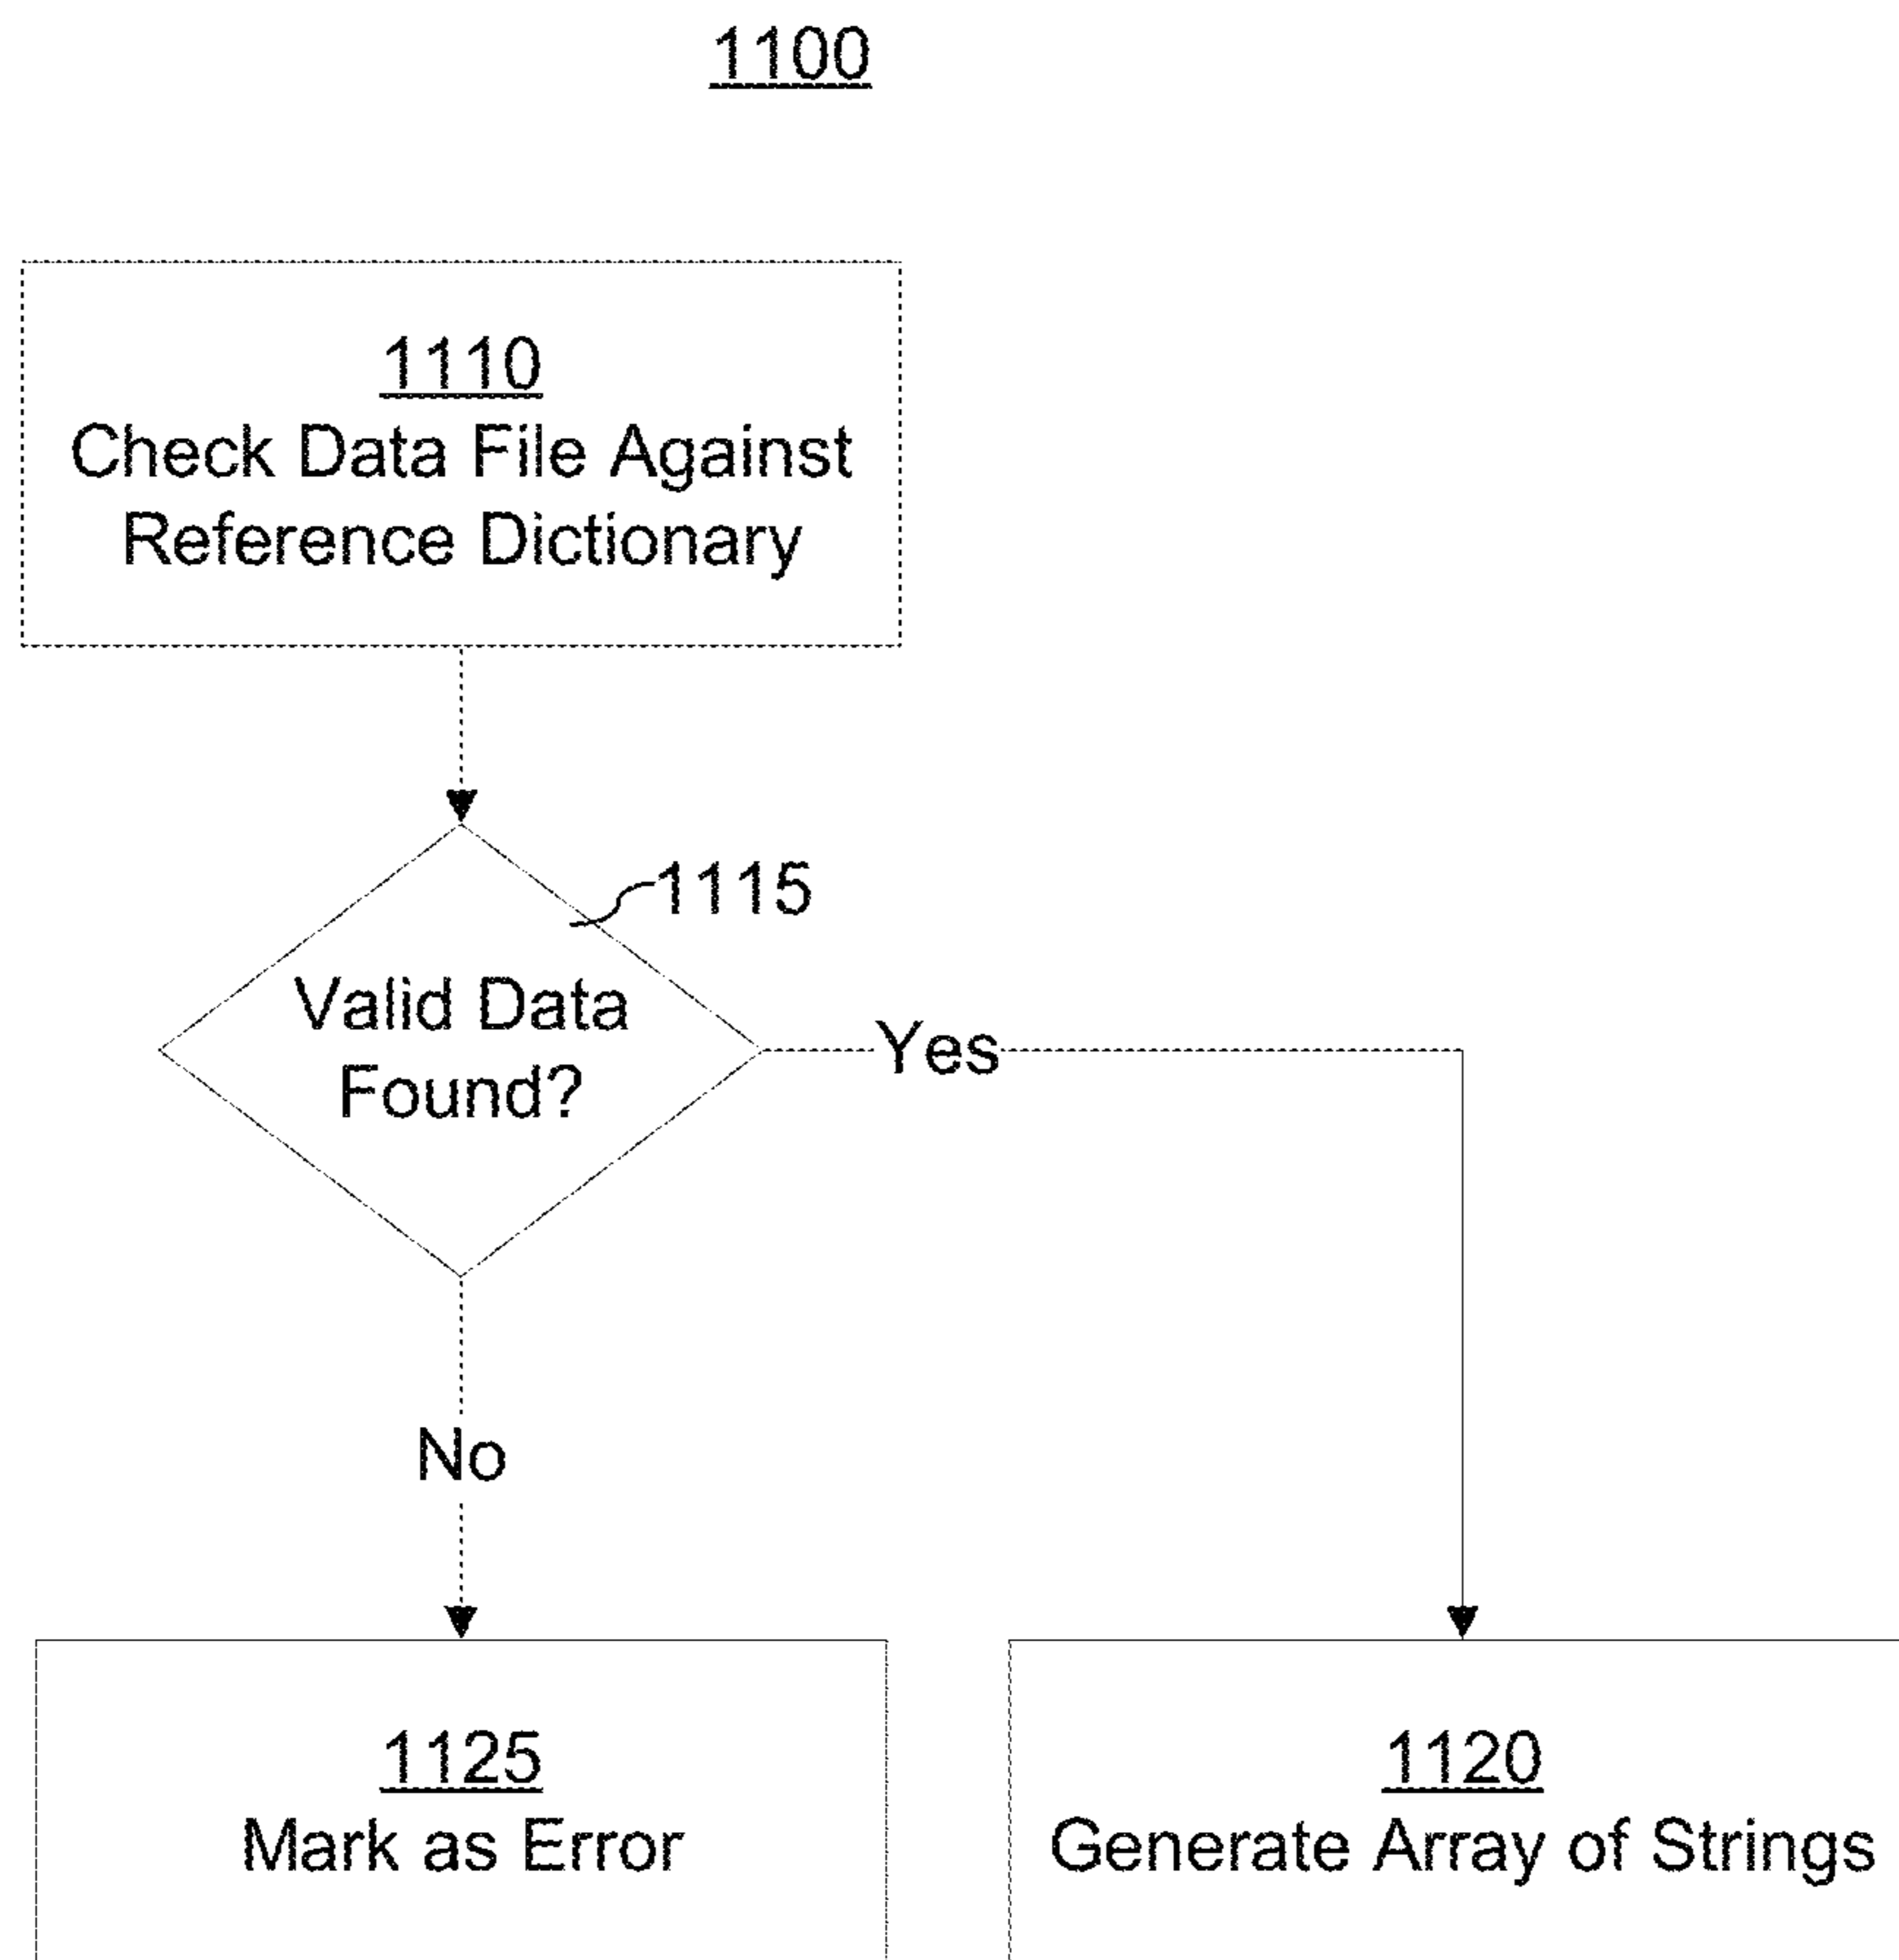 1100
1110
Check Data File Against
Reference Dictionary
1115
Valid Data
Found?
Yes
No
1125
Mark as Error
1120
Generate Array of Strings